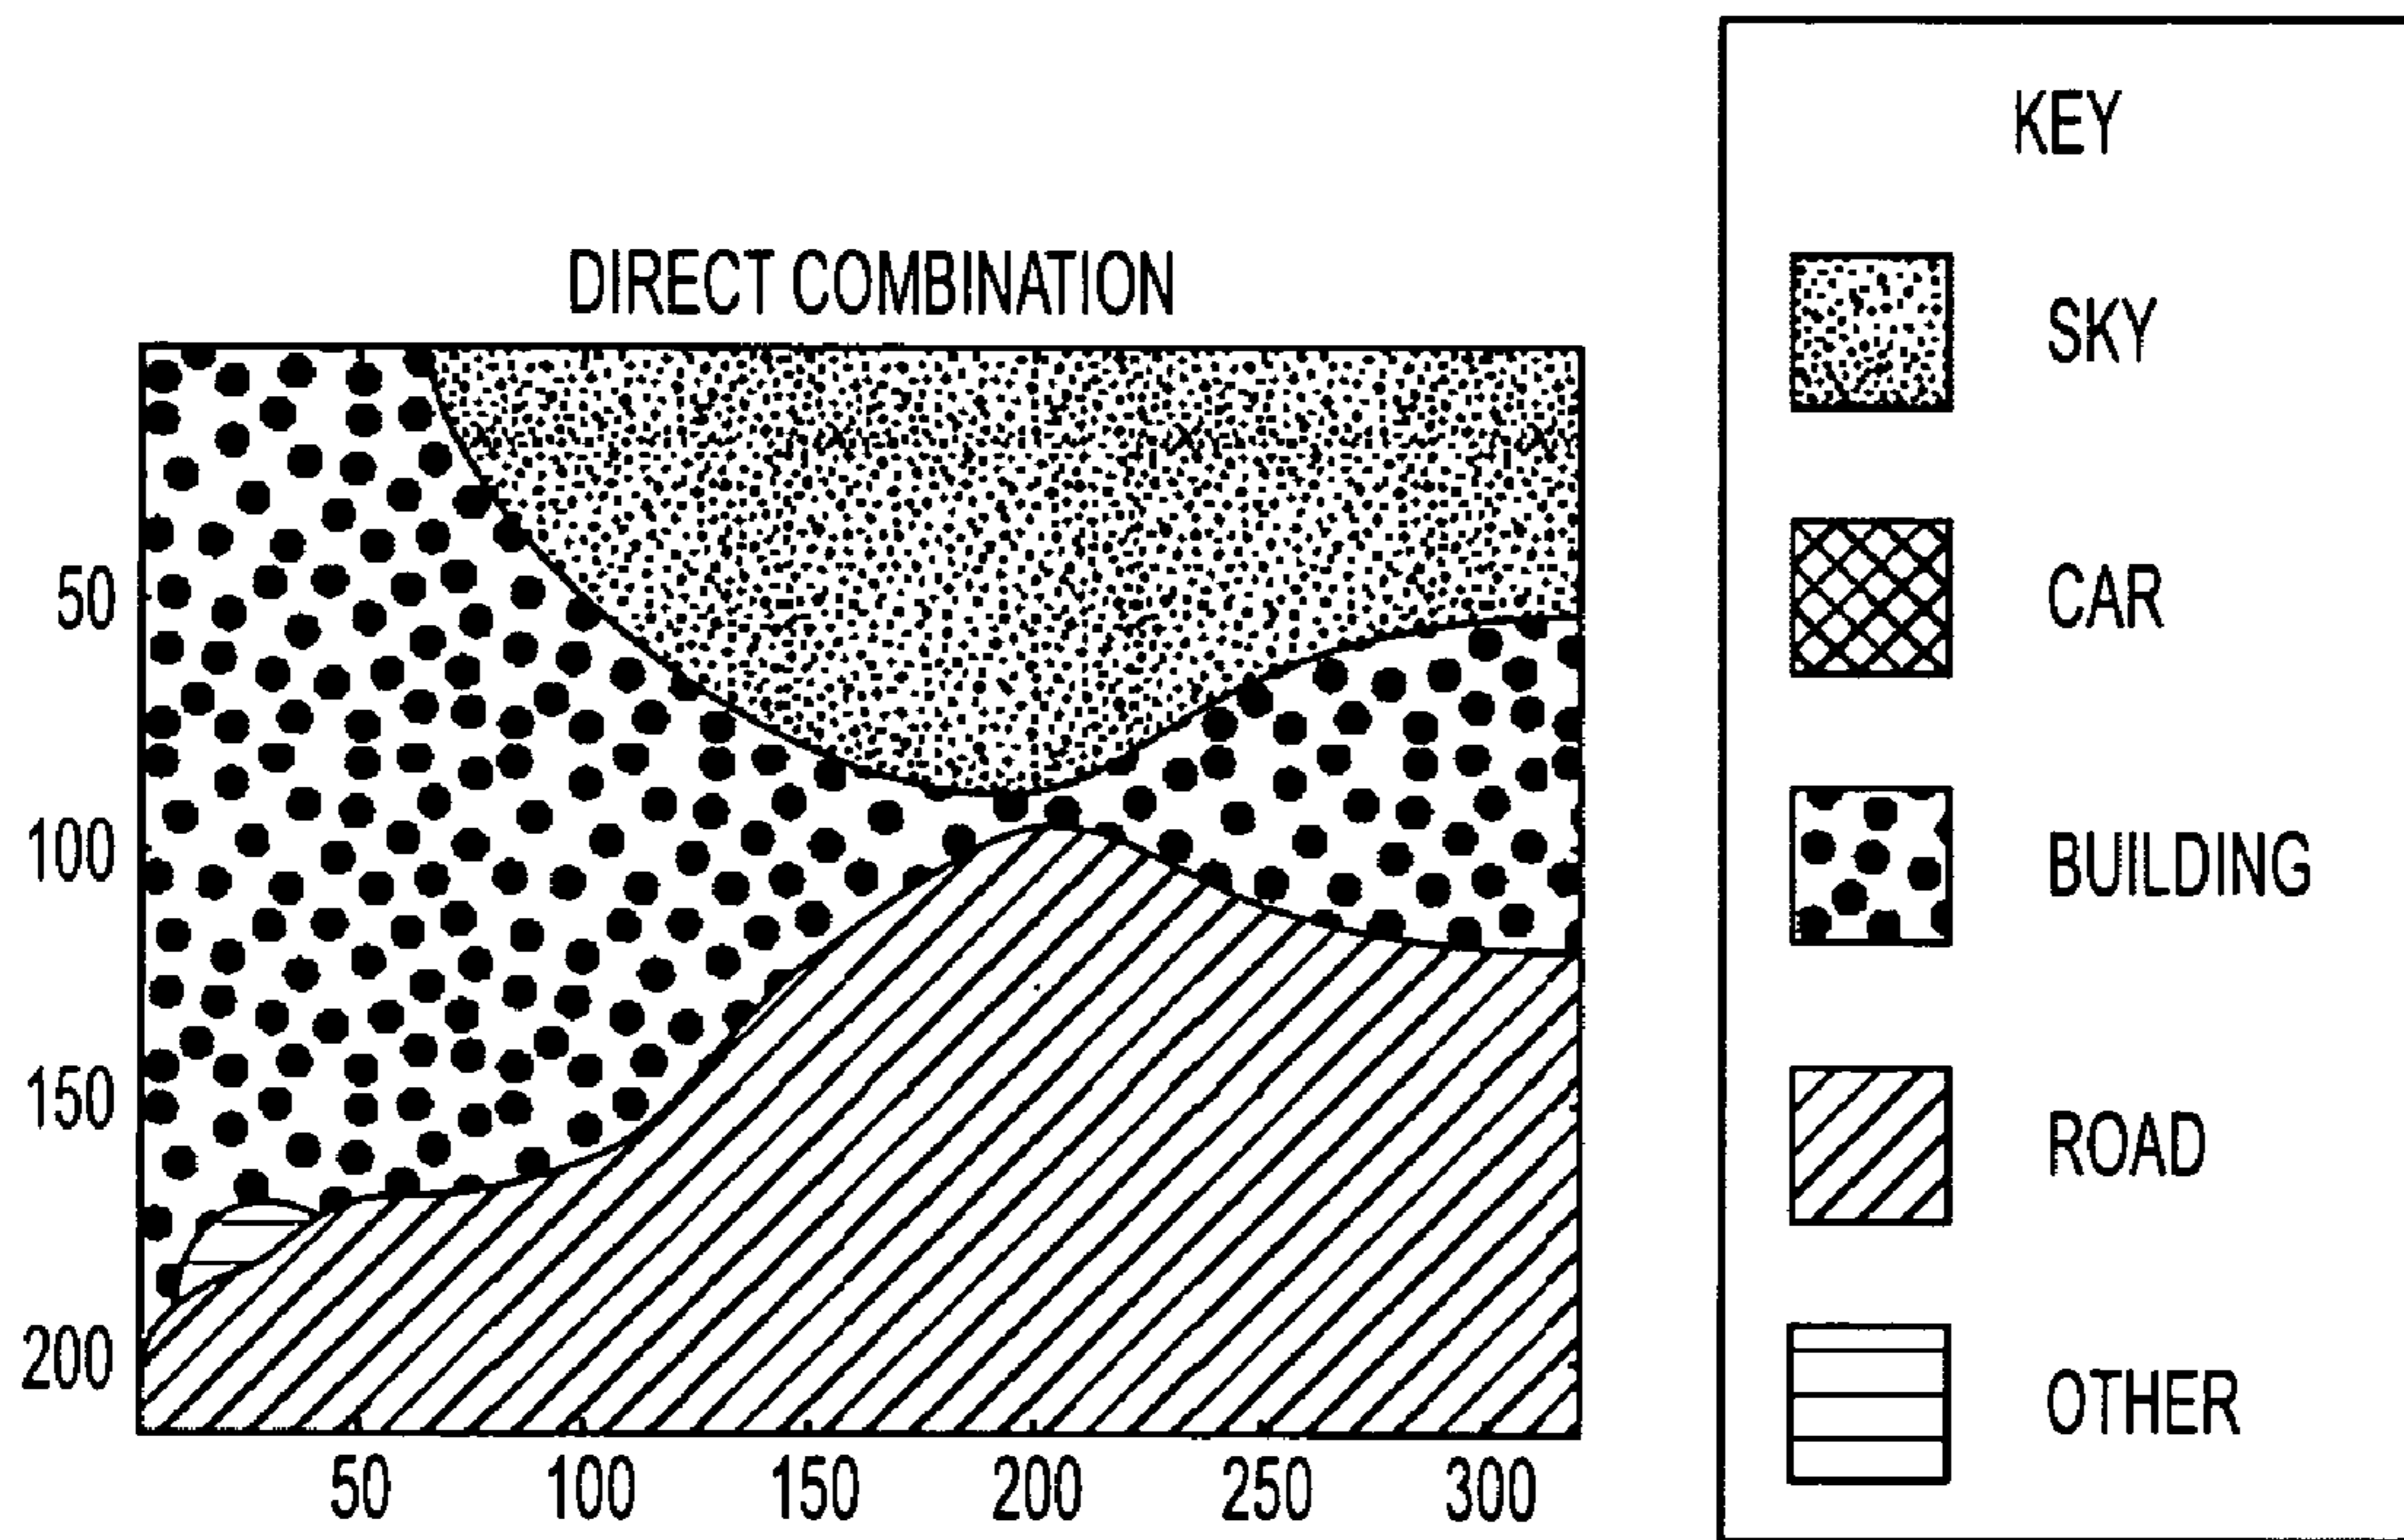 DIRECT COMBINATION
50
100
150
200
50 100 150 200 250 300
KEY
SKY
CAR
BUILDING
ROAD
OTHER